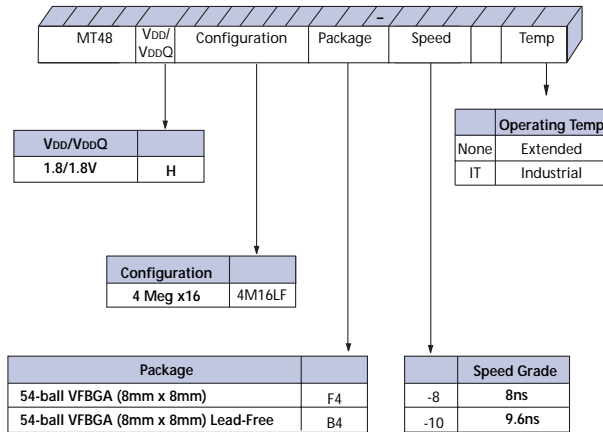 –
MT48 VDD/VDDQ Configuration Package Speed Temp
VDD/VDDQ
1.8/1.8V H
Operating Temp
None Extended
IT Industrial
Configuration
4 Meg x16 4M16LF
Package
54-ball VFBGA (8mm x 8mm) F4
54-ball VFBGA (8mm x 8mm) Lead-Free B4
Speed Grade
-8 8ns
-10 9.6ns